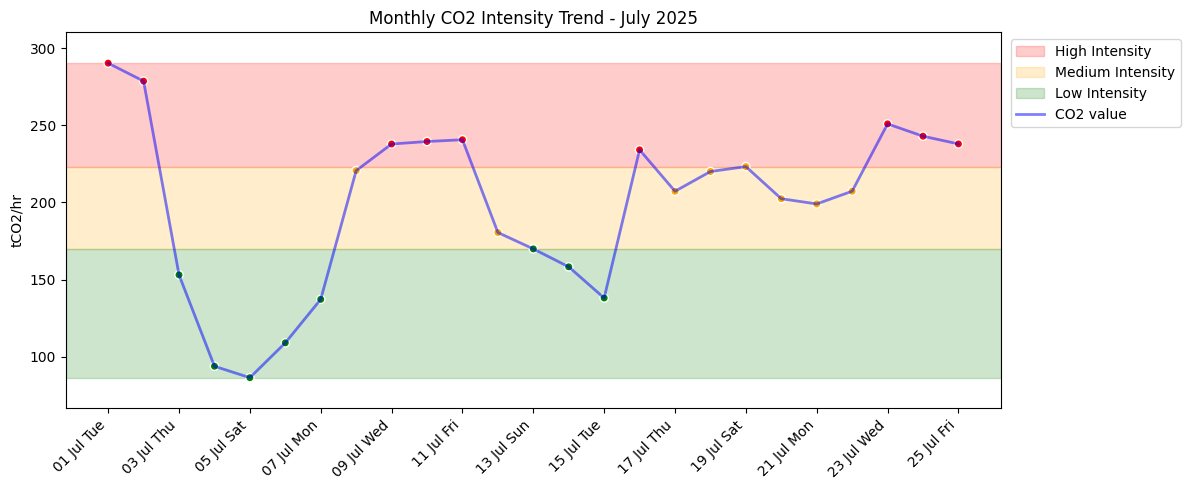 Monthly CO2 Intensity Trend - July 2025
300
250
200
150
100
tCO2/hr
01 Jul Tue
03 Jul Thu
05 Jul Sat
07 Jul Mon
09 Jul Wed
11 Jul Fri
13 Jul Sun
15 Jul Tue
17 Jul Thu
19 Jul Sat
21 Jul Mon
23 Jul Wed
25 Jul Fri
High Intensity
Medium Intensity
Low Intensity
CO2 value